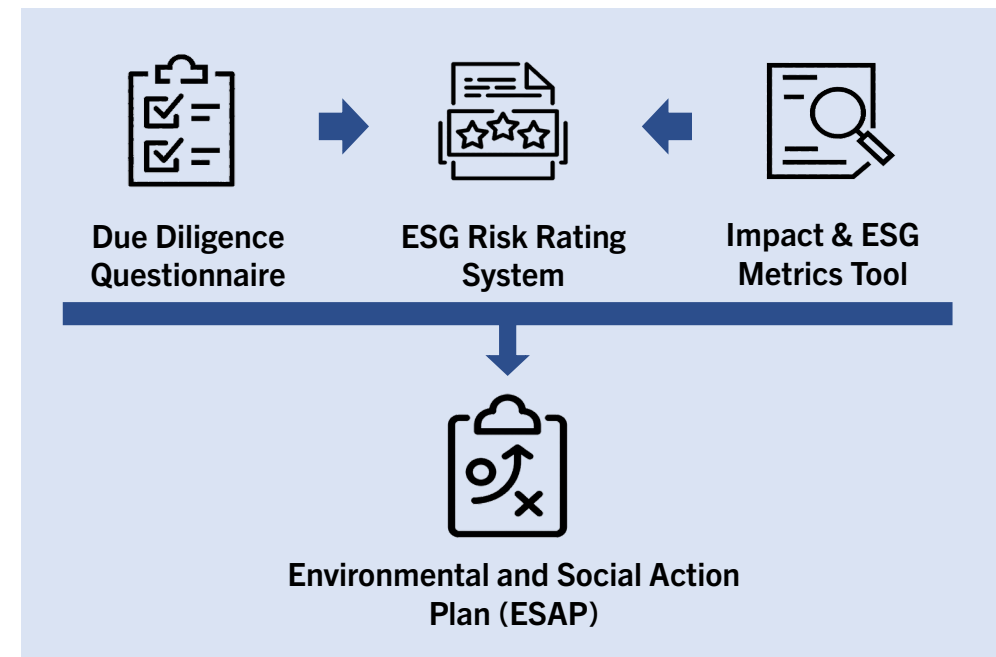 Due Diligence
Questionnaire
ESG Risk Rating
System
Impact & ESG
Metrics Tool
Environmental and Social Action
Plan (ESAP)